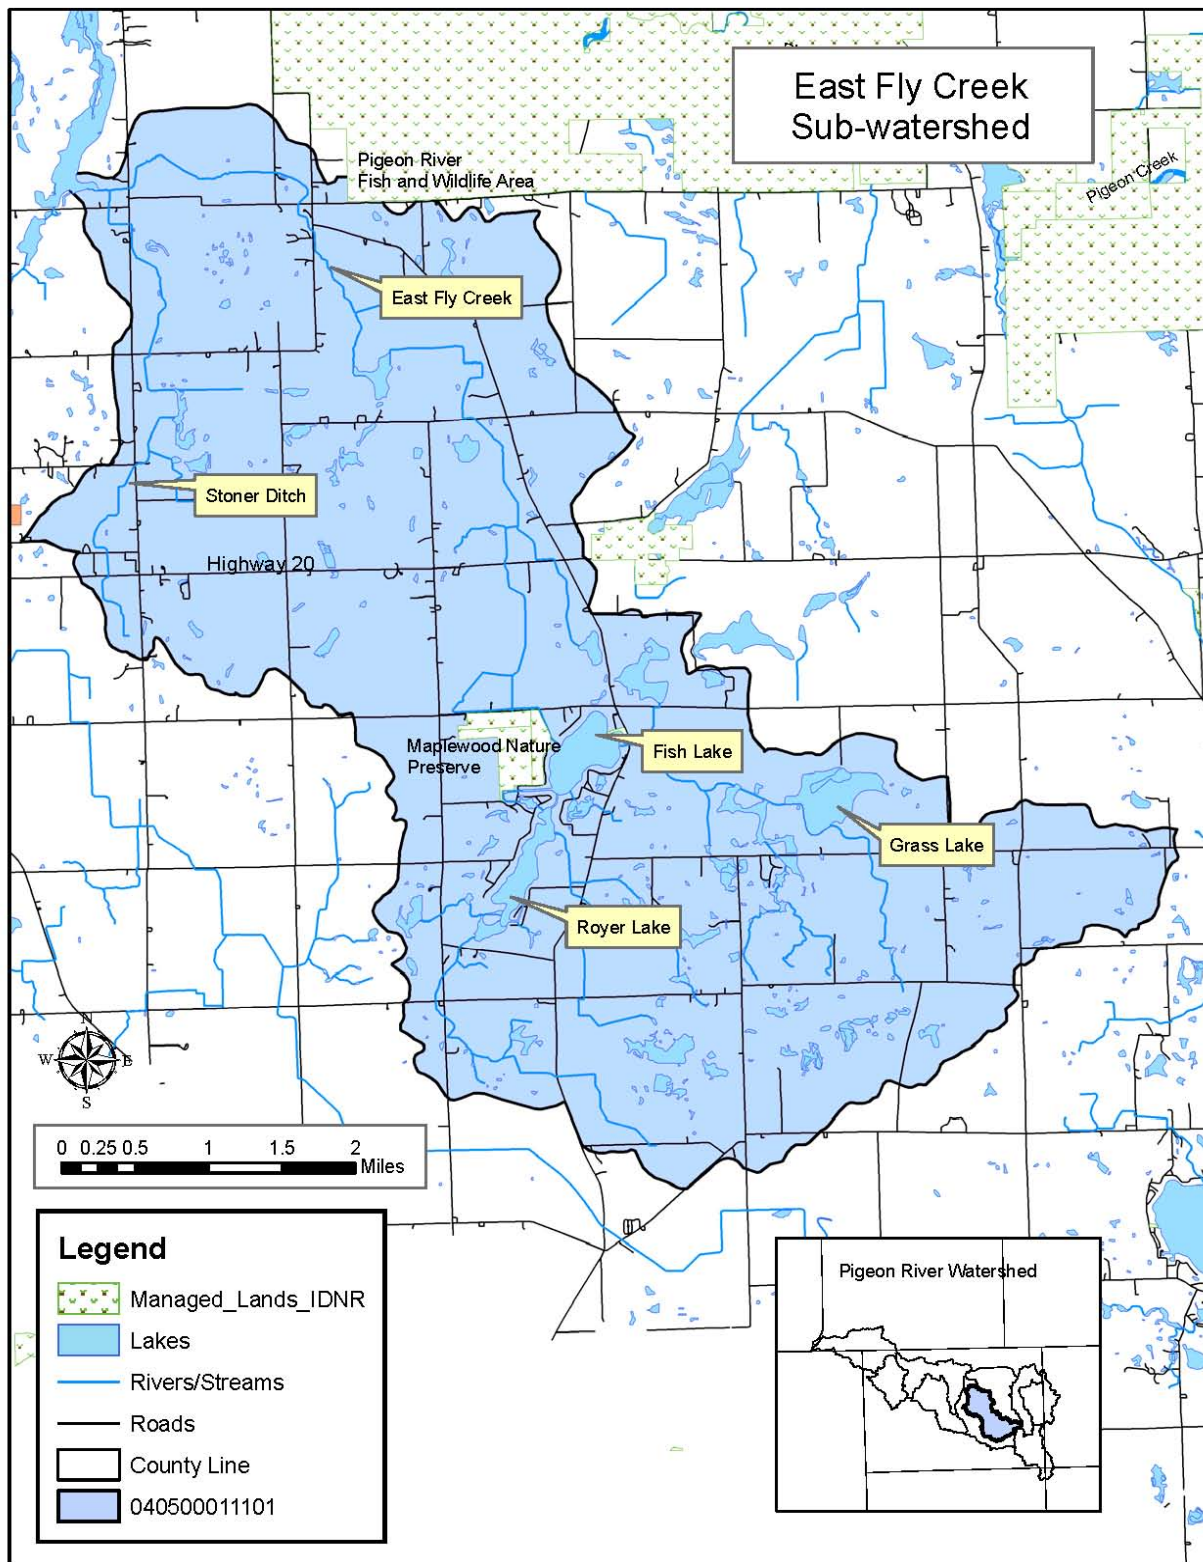 East Fly Creek
Sub-watershed
Pigeon River
Fish and Wildlife Area
Pigeon Creek
East Fly Creek
Stoner Ditch
Highway 20
Maplewood Nature
Preserve
Fish Lake
Grass Lake
Royer Lake
N
W
E
S
0 0.25 0.5 1 1.5 2
Miles
Legend
Managed_Lands_IDNR
Lakes
Rivers/Streams
Roads
County Line
040500011101
Pigeon River Watershed